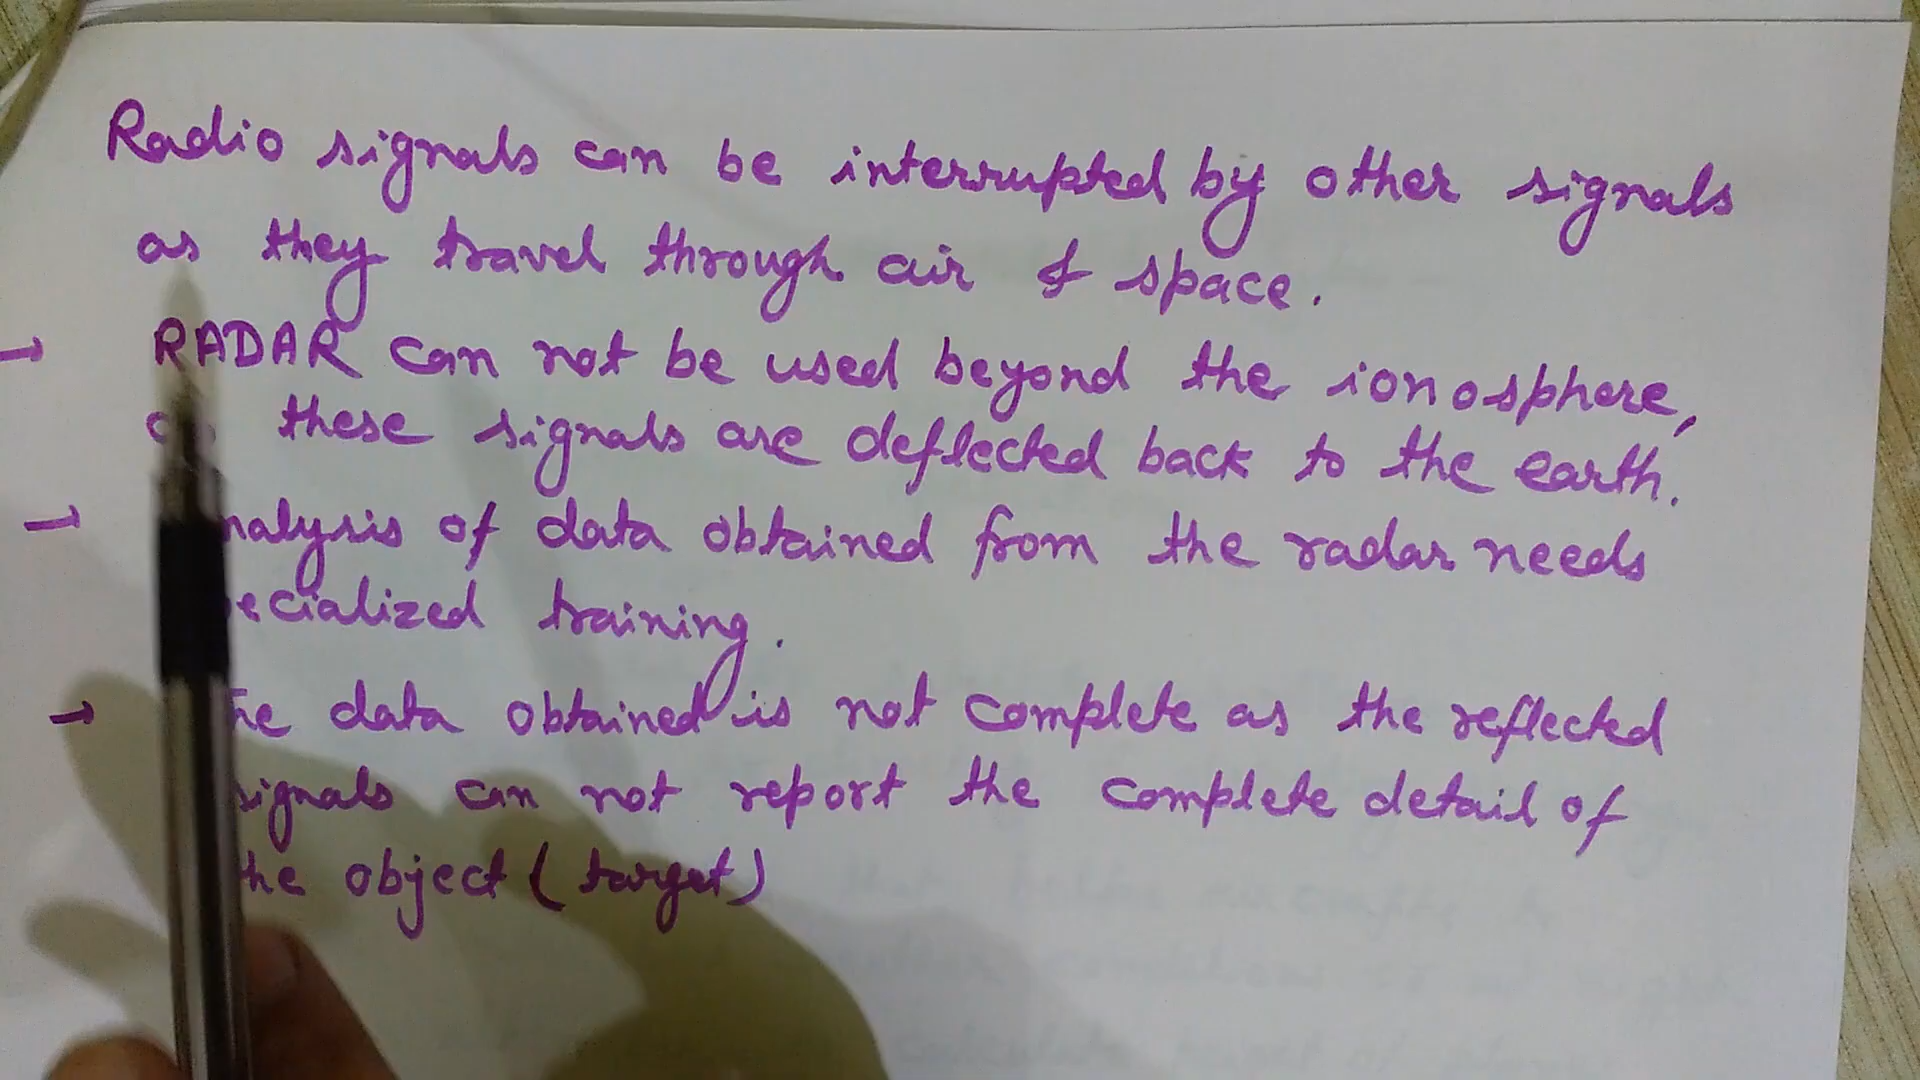 Radio signals can be interrupted by other signals
as they travel through air & space.
→ RADAR can not be used beyond the ionosphere,
these signals are deflected back to the earth.
→ nalysis of data obtained from the radar needs
ecialized training.
→ he data obtained is not complete as the reflected
signals can not report the complete detail of
he object (target)